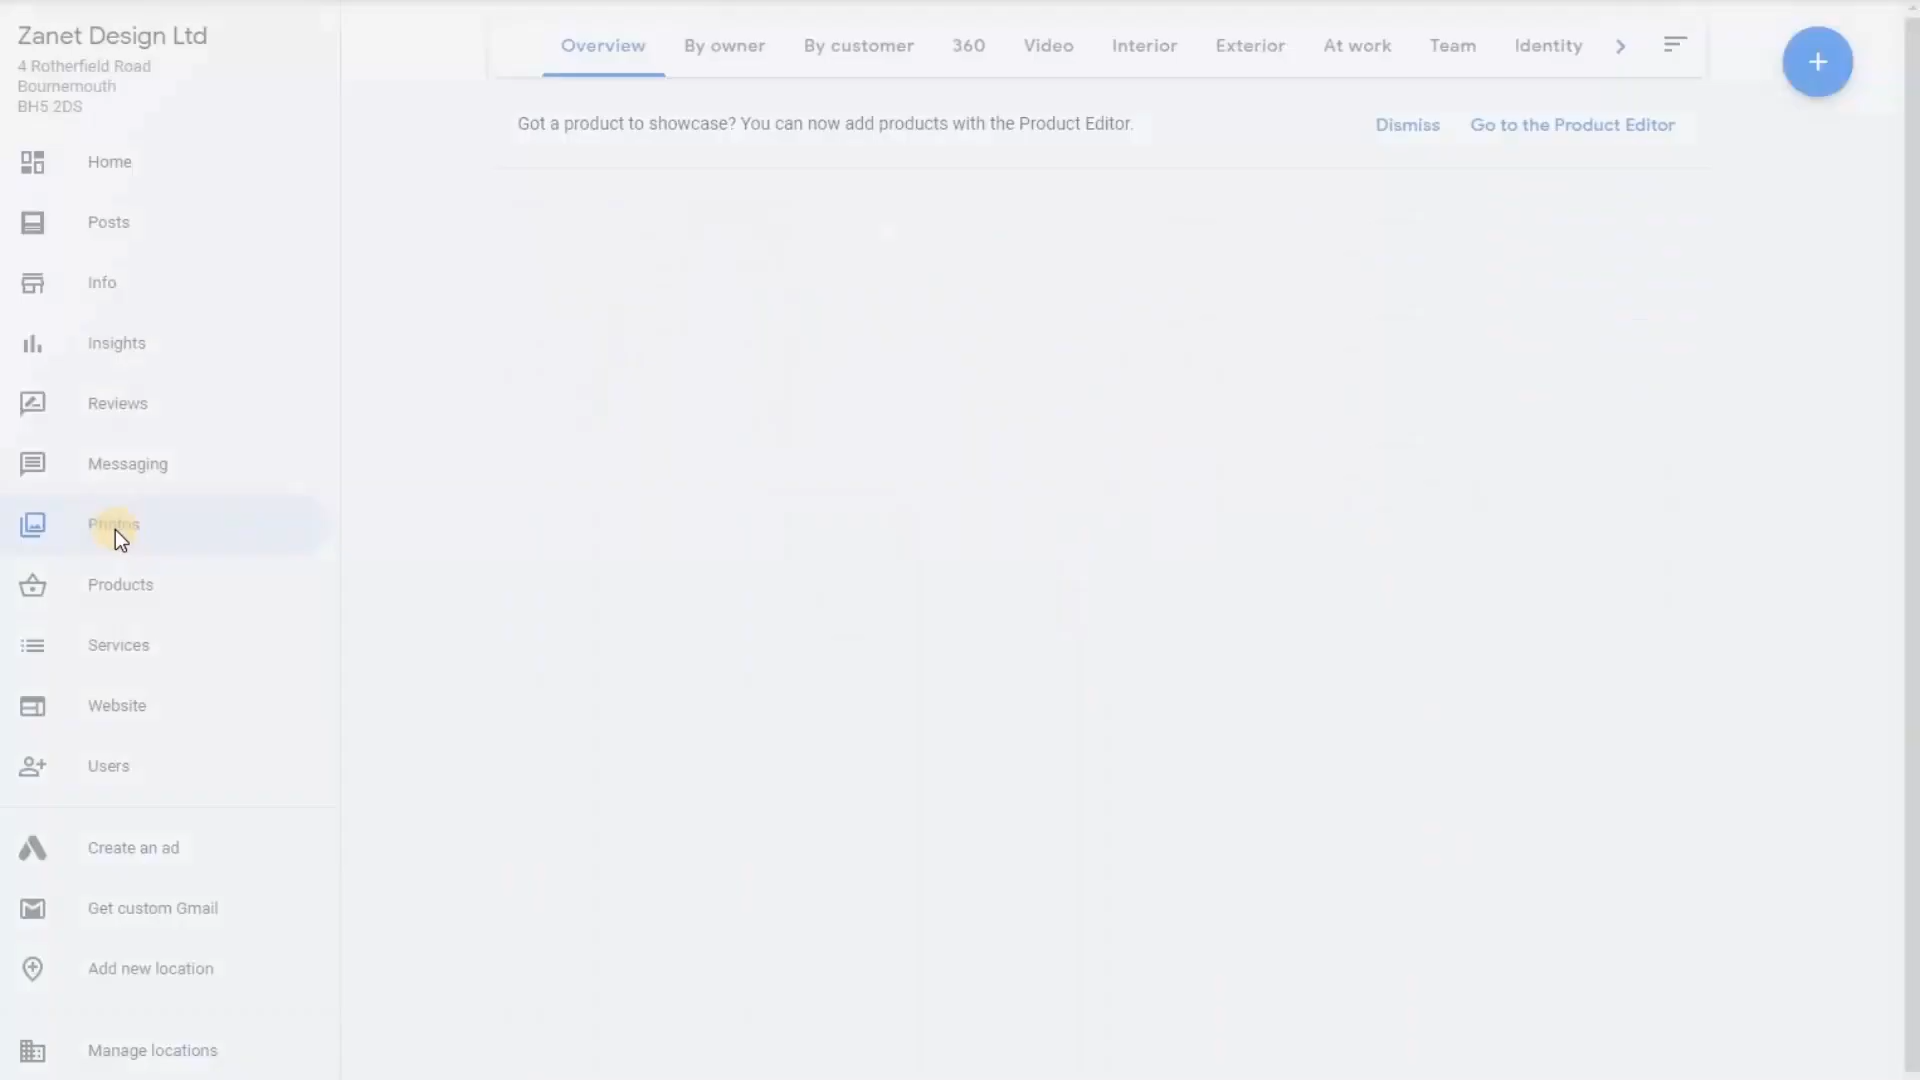 Zanet Design Ltd
4 Rotherfield Road
Bournemouth
BH5 2DS
Home
Posts
Info
Insights
Reviews
Messaging
Photos
Products
Services
Website
Users
Create an ad
Get custom Gmail
Add new location
Manage locations
Overview By owner By customer 360 Video Interior Exterior At work Team Identity
Got a product to showcase? You can now add products with the Product Editor. Dismiss Go to the Product Editor